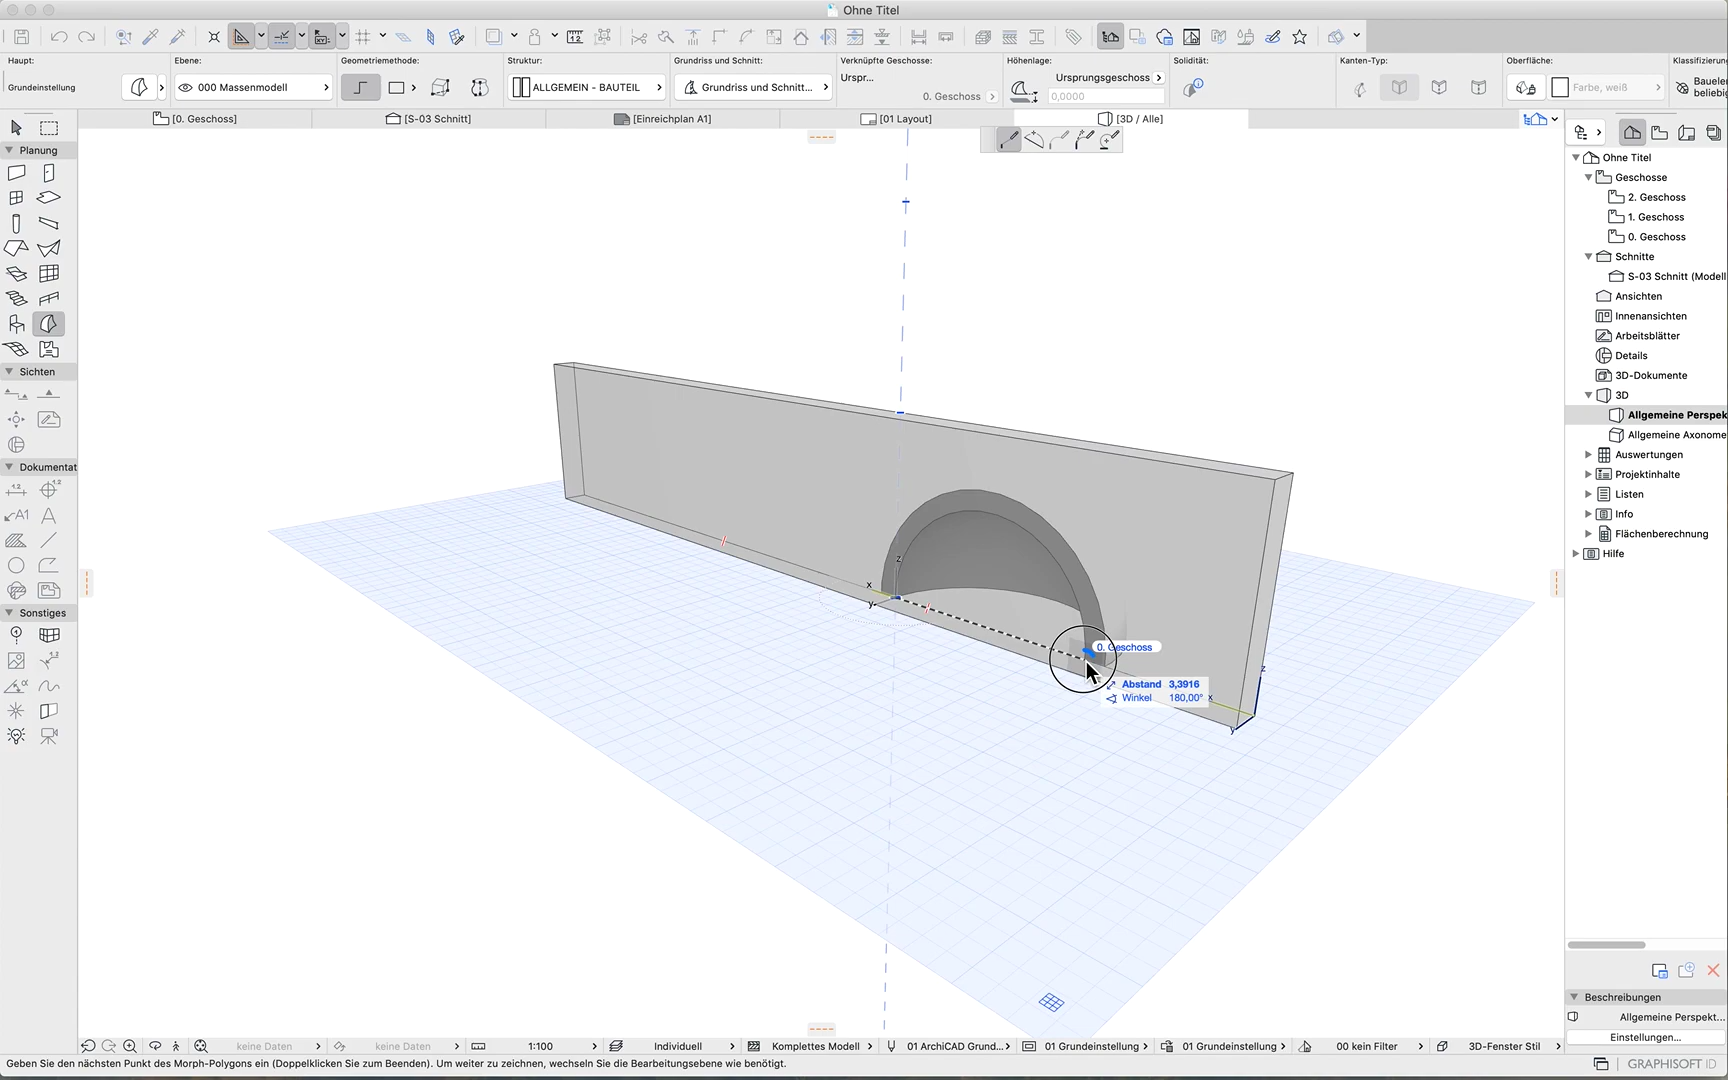 Ohne Titel
Haupt:
Ebene:
Geometriemethode:
Struktur:
Grundriss und Schnitt:
Verknüpfte Geschosse:
Höhenlage:
Solidität:
Kanten-Typ:
Oberfläche:
Klassifizierun
Grundeinstellung
000 Massenmodell
ALLGEMEIN - BAUTEIL
Grundriss und Schnitt...
Urspr...
0. Geschoss
Ursprungsgeschoss
0,0000
Farbe, weiß
Bauelen
beliebig
[0. Geschoss]
[S-03 Schnitt]
[Einreichplan A1]
[01 Layout]
[3D / Alle]
Planung
Sichten
Dokumentat
Sonstiges
Ohne Titel
Geschosse
2. Geschoss
1. Geschoss
0. Geschoss
Schnitte
S-03 Schnitt (Modell
Ansichten
Innenansichten
Arbeitsblätter
Details
3D-Dokumente
3D
Allgemeine Perspek
Allgemeine Axonome
Auswertungen
Projektinhalte
Listen
Info
Flächenberechnung
Hilfe
z
x
y
0. Geschoss
Abstand 3,3916
Winkel 180,00°
z
x
y
Beschreibungen
Allgemeine Perspekt...
Einstellungen...
keine Daten
keine Daten
1:100
Individuell
Komplettes Modell
01 ArchiCAD Grund...
01 Grundeinstellung
01 Grundeinstellung
00 kein Filter
3D-Fenster Stil
Geben Sie den nächsten Punkt des Morph-Polygons ein (Doppelklicken Sie zum Beenden). Um weiter zu zeichnen, wechseln Sie die Bearbeitungsebene wie benötigt.
GRAPHISOFT ID